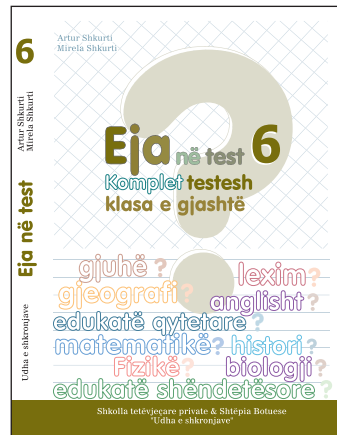 6
Artur Shkurti
Mirela Shkurti
Eja në test
Udha e shkronjave
Artur Shkurti
Mirela Shkurti
?
Eja në test 6
Komplet testesh
klasa e gjashtë
gjuhë ?
lexim?
gjeografi?
anglisht?
edukatë qytetare?
matematikë? histori?
Fizikë?
biologji?
edukatë shëndetësore?
Shkolla tetëvjeçare private & Shtëpia Botuese
"Udha e shkronjave"